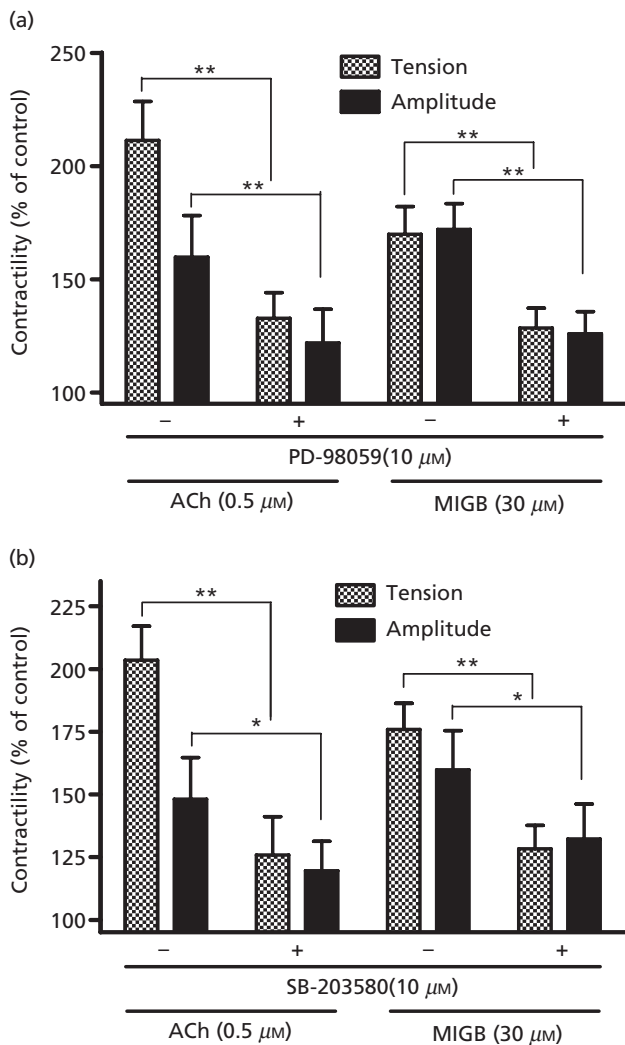 (a)
250
200
150
100
Contractility (% of control)
Tension
Amplitude
**
**
**
**
– + – +
PD-98059(10 μM)
ACh (0.5 μM) MIGB (30 μM)
(b)
225
200
175
150
125
100
Contractility (% of control)
Tension
Amplitude
**
*
**
*
– + – +
SB-203580(10 μM)
ACh (0.5 μM) MIGB (30 μM)